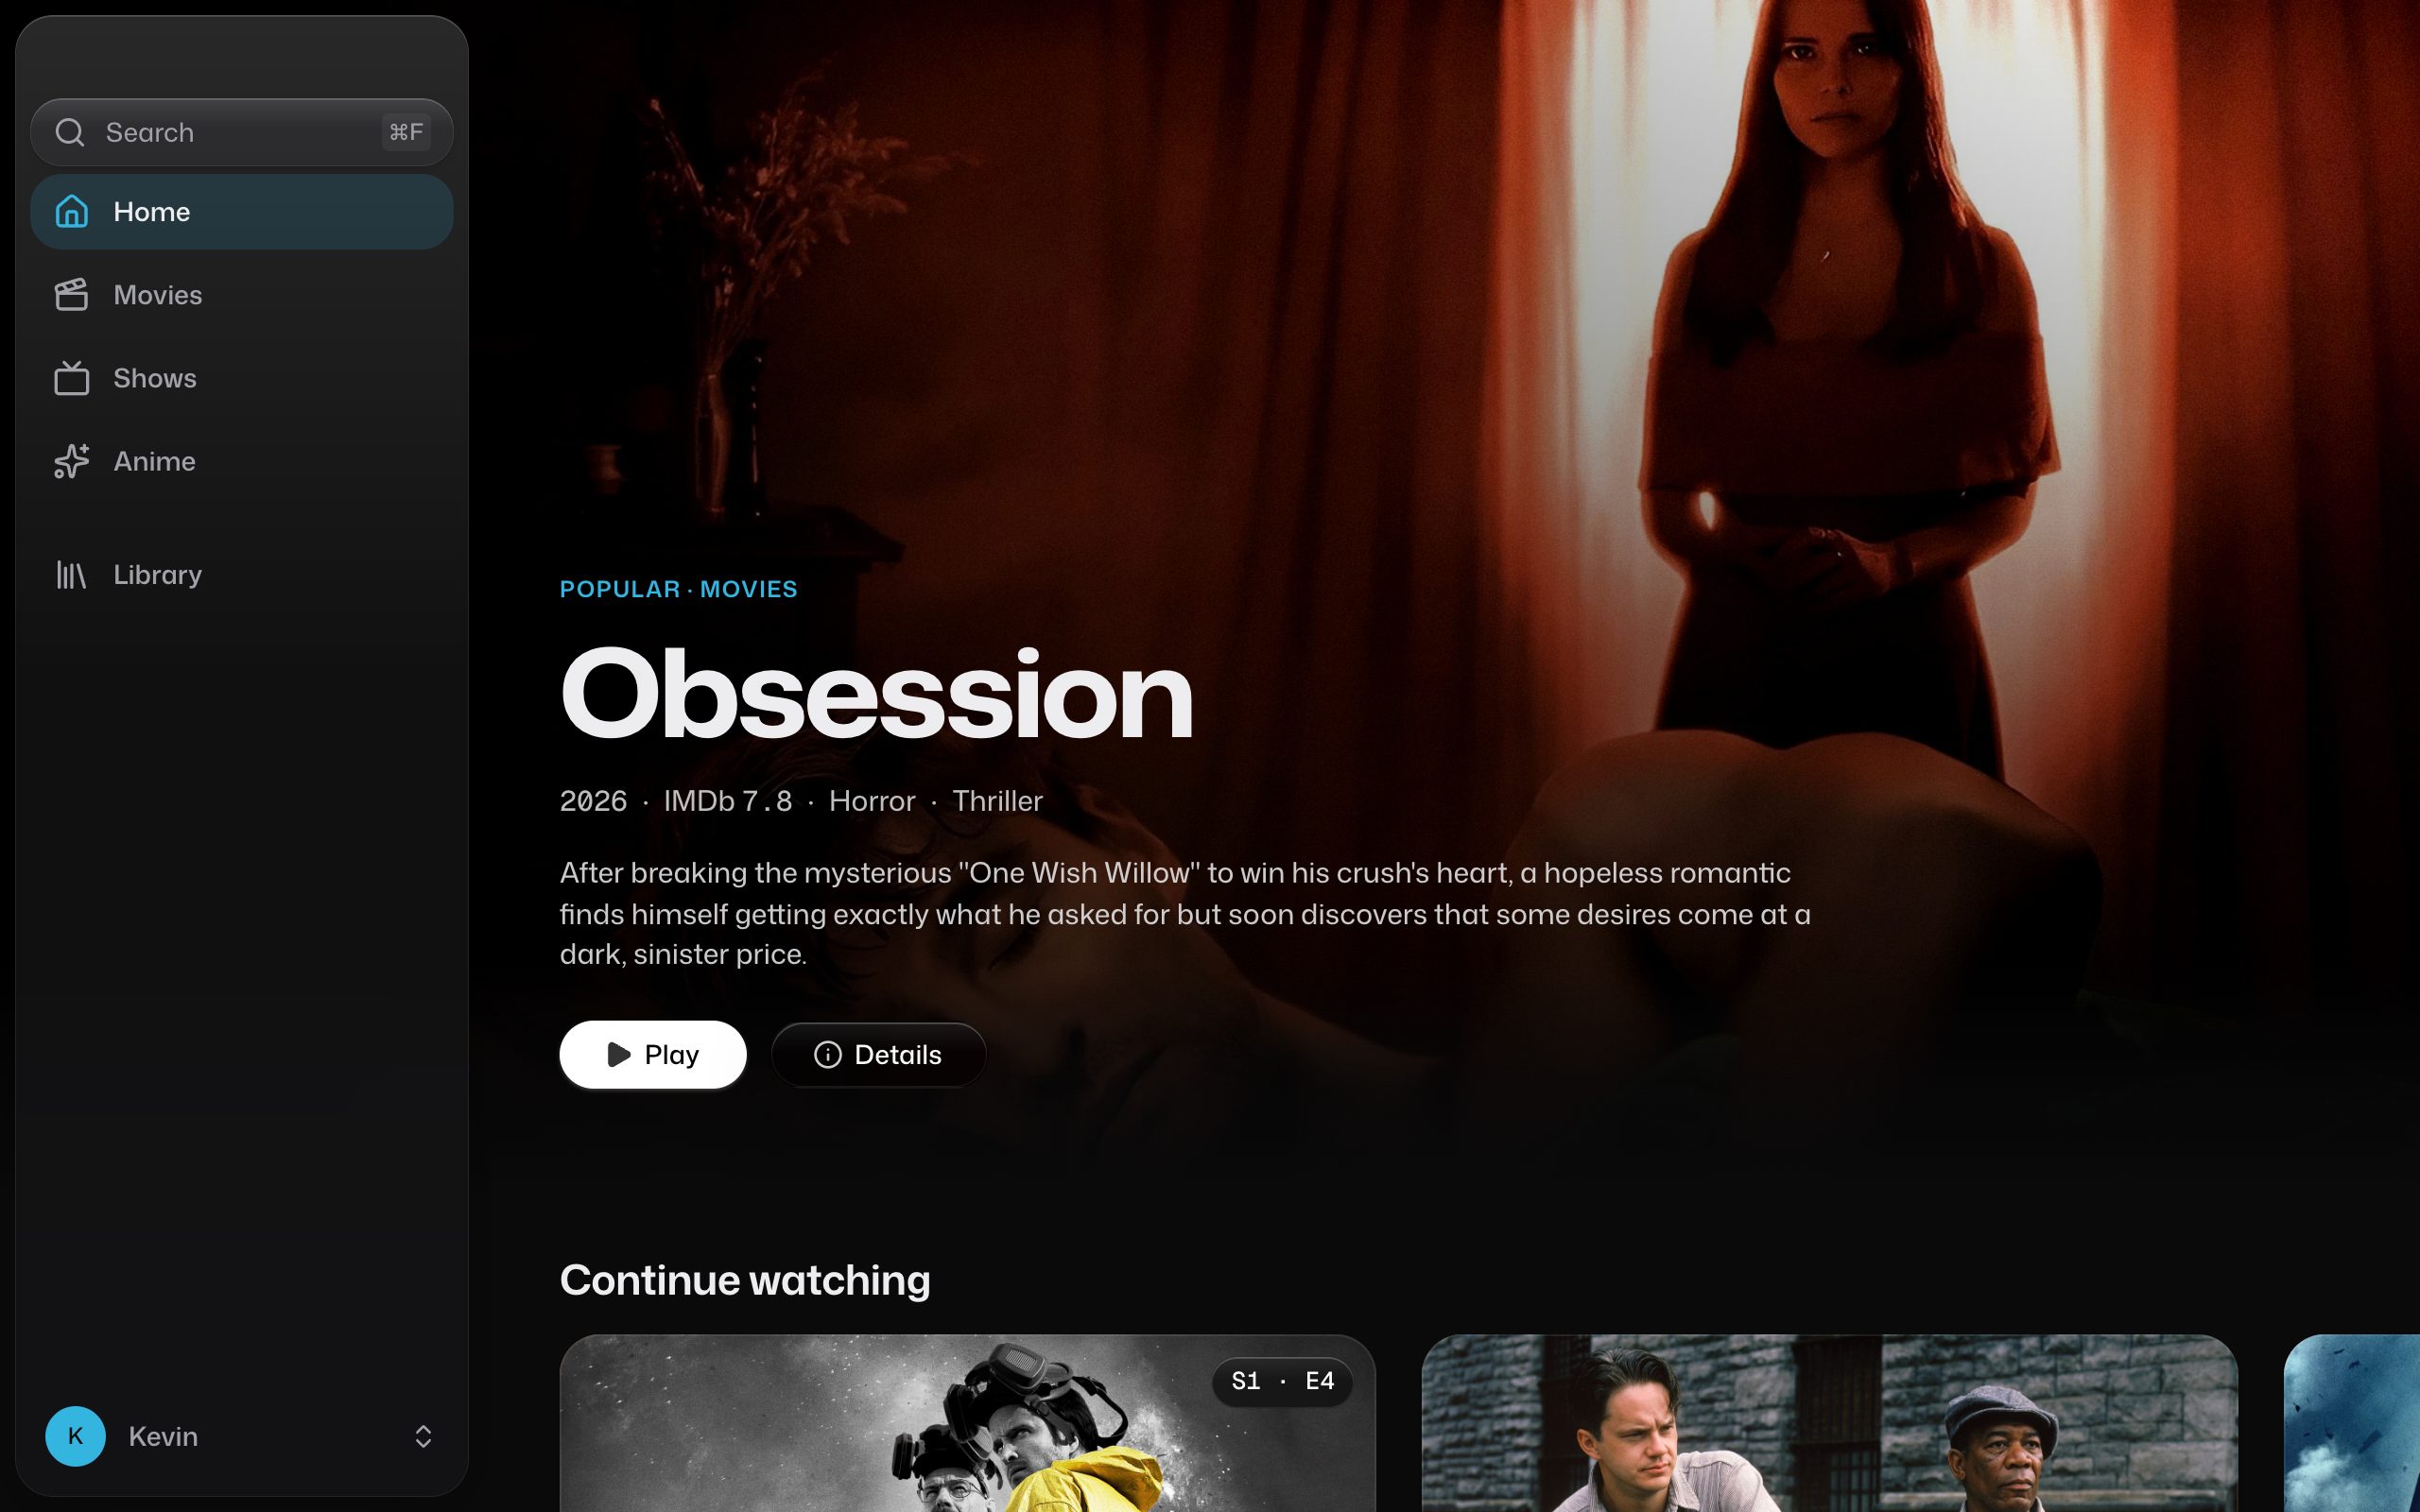 Search ⌘F
Home
Movies
Shows
Anime
Library
POPULAR · MOVIES
Obsession
2026 · IMDb 7.8 · Horror · Thriller
After breaking the mysterious "One Wish Willow" to win his crush's heart, a hopeless romantic
finds himself getting exactly what he asked for but soon discovers that some desires come at a
dark, sinister price.
Play
Details
Continue watching
S1 · E4
K Kevin